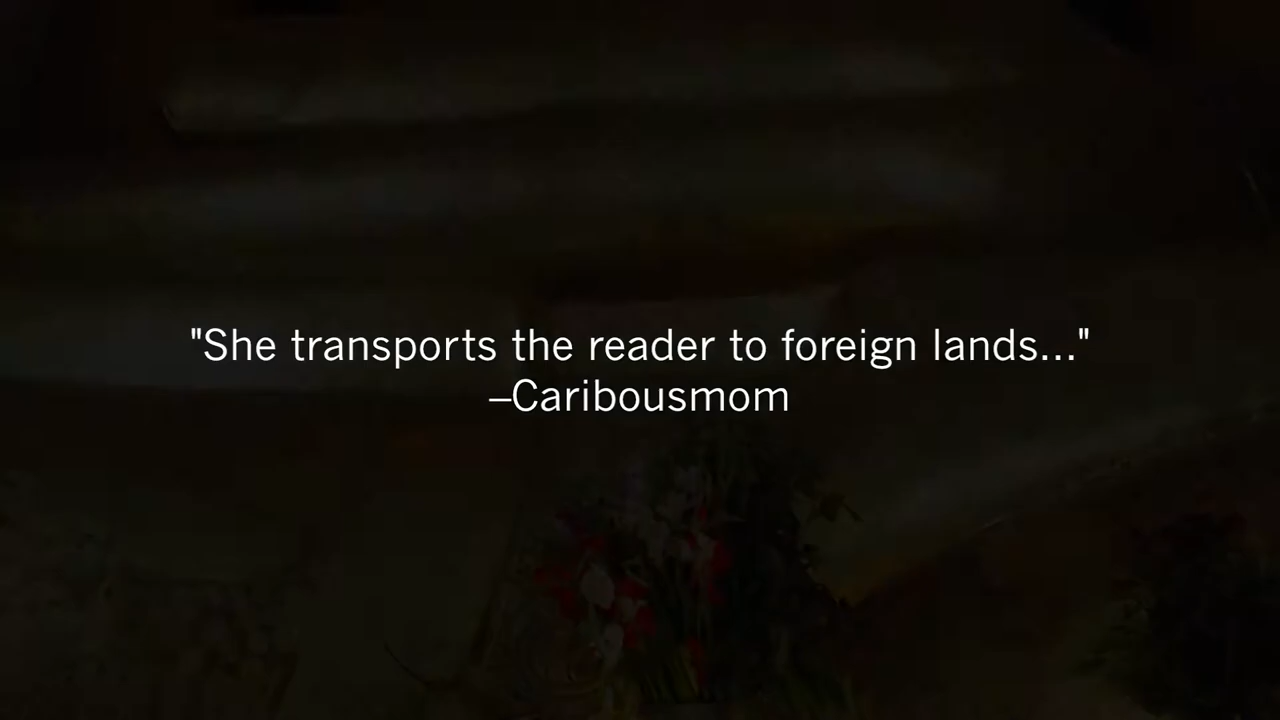 "She transports the reader to foreign lands..."
–Caribousmom